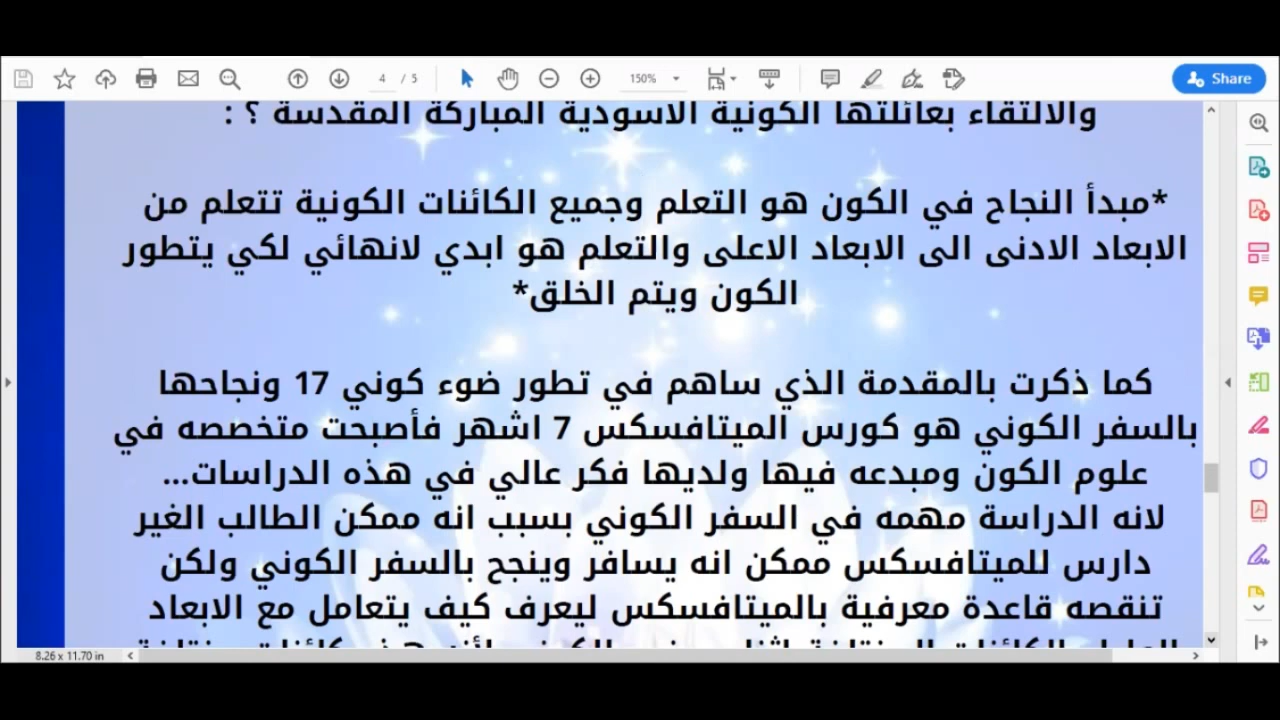 4 / 5
150%
Share
والالتقاء بعائلتها الكونية الاسودية المباركة المقدسة ؟ :
*مبدأ النجاح في الكون هو التعلم وجميع الكائنات الكونية تتعلم من
الابعاد الادنى الى الابعاد الاعلى والتعلم هو ابدي لانهائي لكي يتطور
الكون ويتم الخلق*
كما ذكرت بالمقدمة الذي ساهم في تطور ضوء كوني 17 ونجاحها
بالسفر الكوني هو كورس الميتافسكس 7 اشهر فأصبحت متخصصه في
علوم الكون ومبدعه فيها ولديها فكر عالي في هذه الدراسات...
لانه الدراسة مهمه في السفر الكوني بسبب انه ممكن الطالب الغير
دارس للميتافسكس ممكن انه يسافر وينجح بالسفر الكوني ولكن
تنقصه قاعدة معرفية بالميتافسكس ليعرف كيف يتعامل مع الابعاد
8.26 x 11.70 in